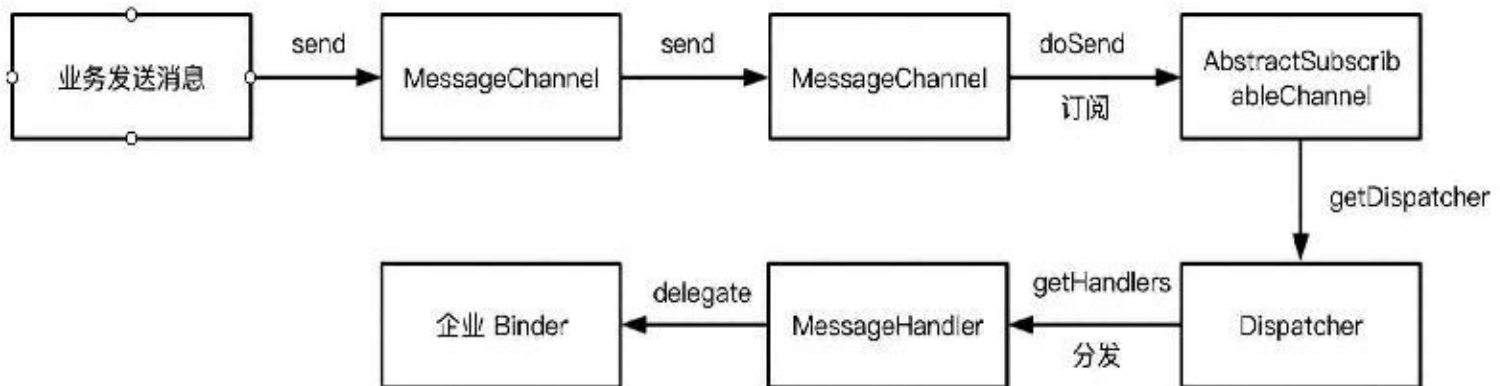 业务发送消息
send
MessageChannel
send
MessageChannel
doSend
订阅
AbstractSubscrib
ableChannel
getDispatcher
企业 Binder
delegate
MessageHandler
getHandlers
分发
Dispatcher